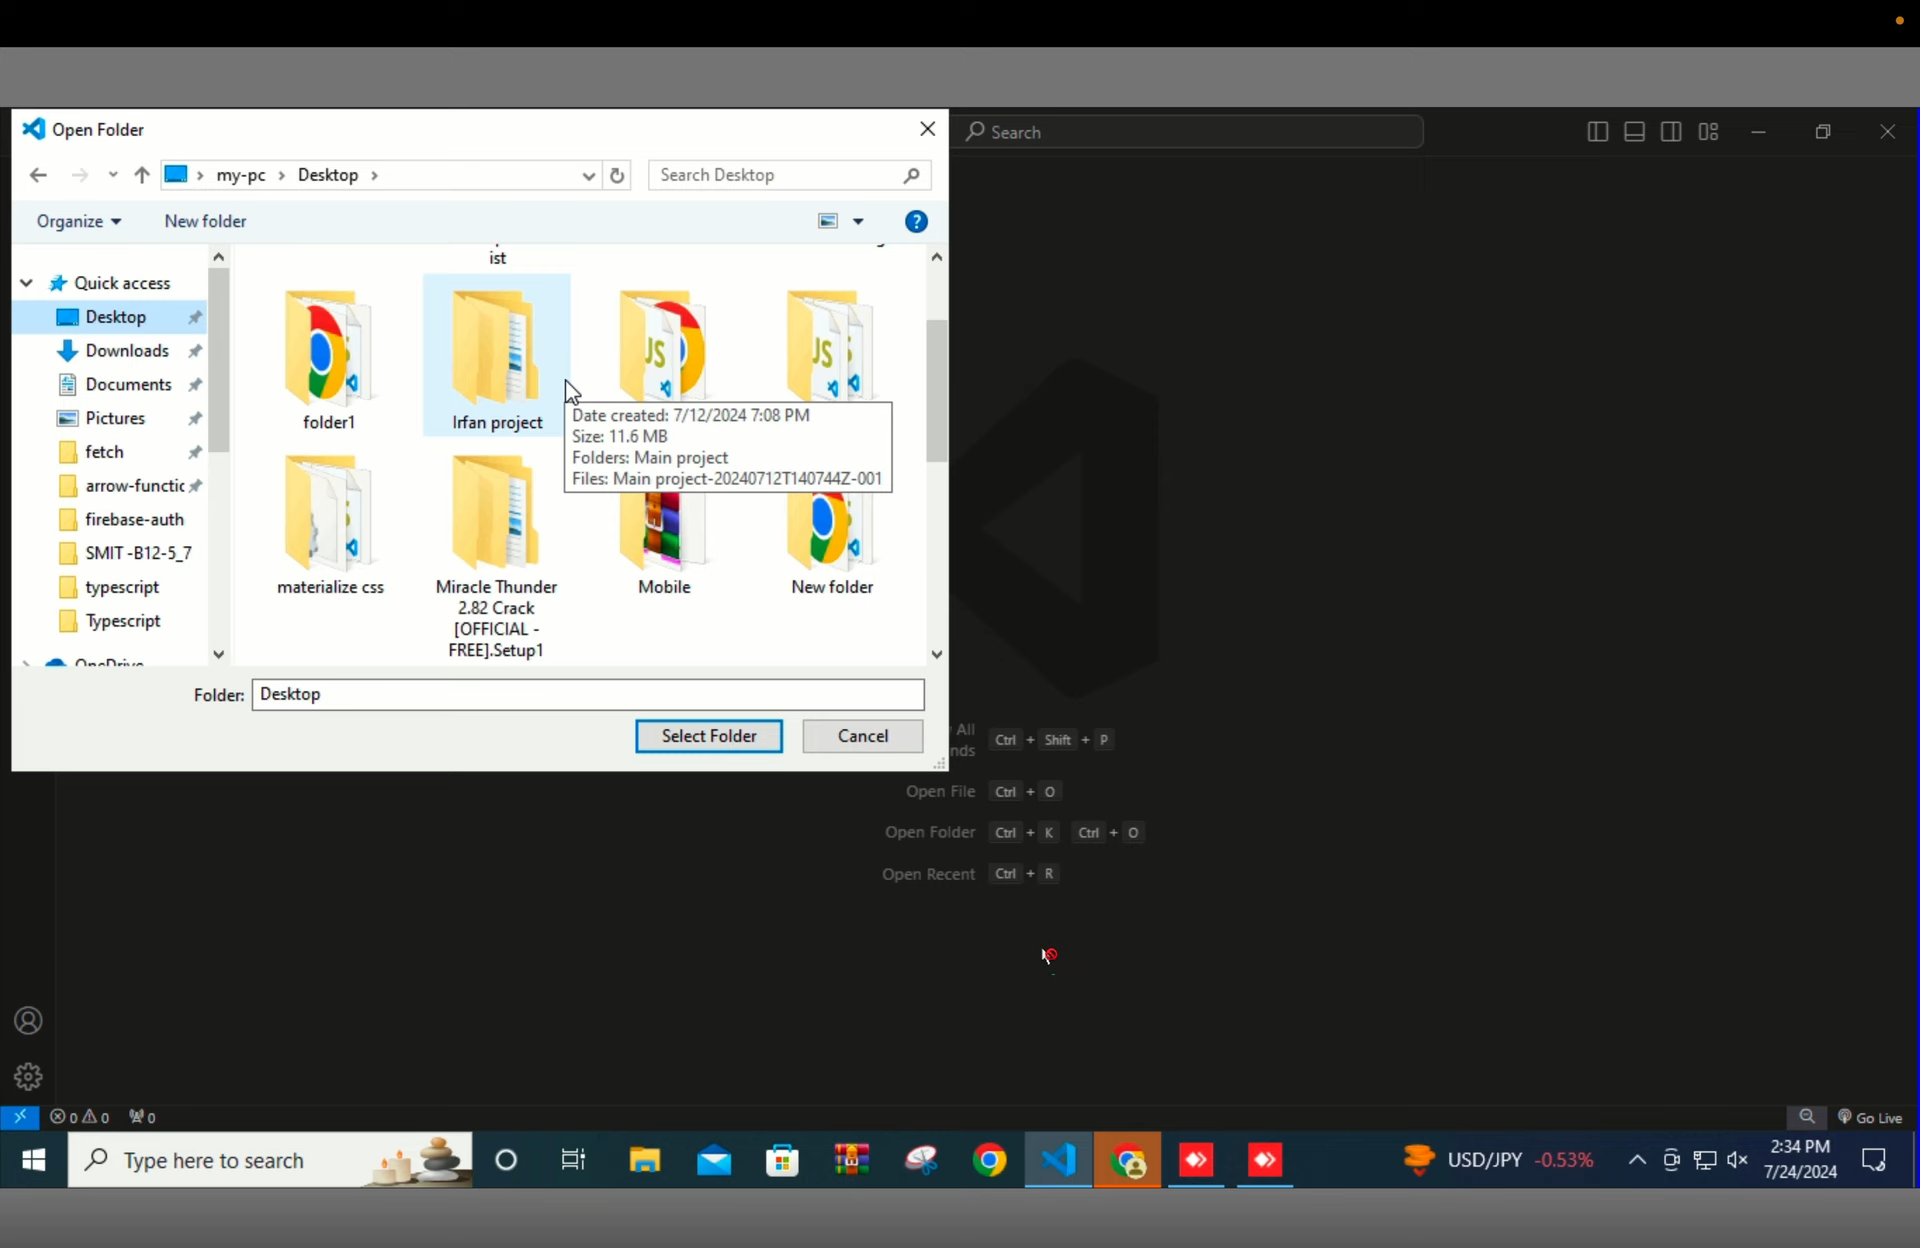 Open Folder
Search
my-pc
Desktop
Search Desktop
Organize
New folder
ist
Quick access
Desktop
Downloads
Documents
Pictures
fetch
arrow-functic
firebase-auth
SMIT -B12-5_7
typescript
Typescript
OneDrive
folder1
Irfan project
JS
JS
Date created: 7/12/2024 7:08 PM
Size: 11.6 MB
Folders: Main project
Files: Main project-20240712T140744Z-001
materialize css
Miracle Thunder
2.82 Crack
[OFFICIAL -
FREE].Setup1
Mobile
New folder
Folder: Desktop
Select Folder
Cancel
All
nds
Ctrl + Shift + P
Open File Ctrl + O
Open Folder Ctrl + K Ctrl + O
Open Recent Ctrl + R
0 0 0
Go Live
Type here to search
USD/JPY -0.53%
2:34 PM
7/24/2024